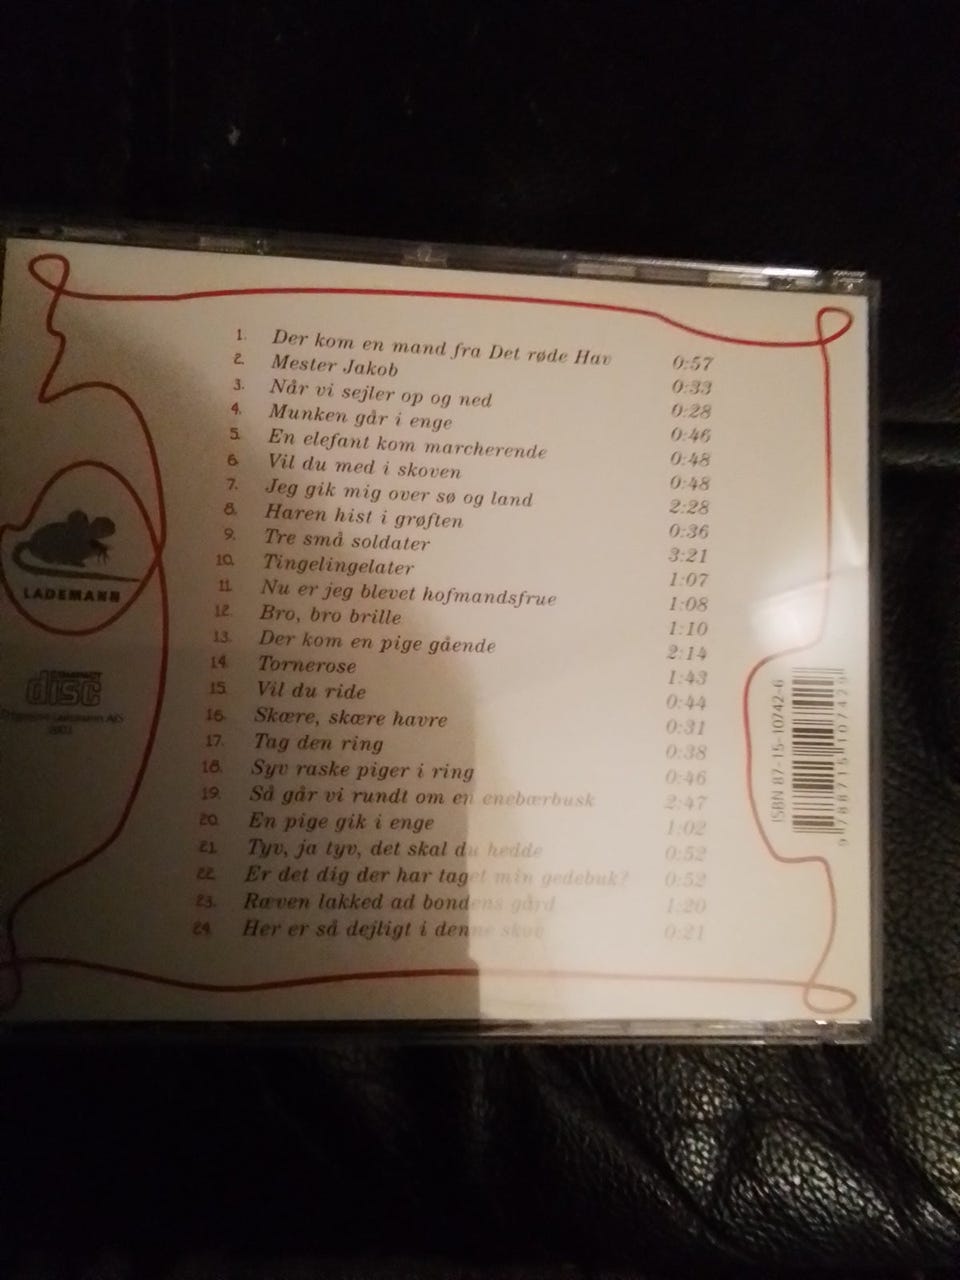 1. Der kom en mand fra Det røde Hav 0:57
2. Mester Jakob 0:33
3. Når vi sejler op og ned 0:28
4. Munken går i enge 0:46
5. En elefant kom marcherende 0:48
6. Vil du med i skoven 0:48
7. Jeg gik mig over sø og land 2:28
8. Haren hist i grøften 0:36
9. Tre små soldater 3:21
10. Tingelingelater 1:07
11. Nu er jeg blevet hofmandsfrue 1:08
12. Bro, bro brille 1:10
13. Der kom en pige gående 2:14
14. Tornerose 1:43
15. Vil du ride 0:44
16. Skære, skære havre 0:31
17. Tag den ring 0:38
18. Syv raske piger i ring 0:46
19. Så går vi rundt om en enebærbusk 2:47
20. En pige gik i enge 1:02
21. Tyv, ja tyv, det skal du hedde 0:52
22. Er det dig der har taget min gedebuk? 0:52
23. Ræven lakked ad bondens gård 1:20
24. Her er så dejligt i denne skov 0:21
LADEMANN
COMPACT
disc
ISBN 87-15-10742-6
9 788715 107429